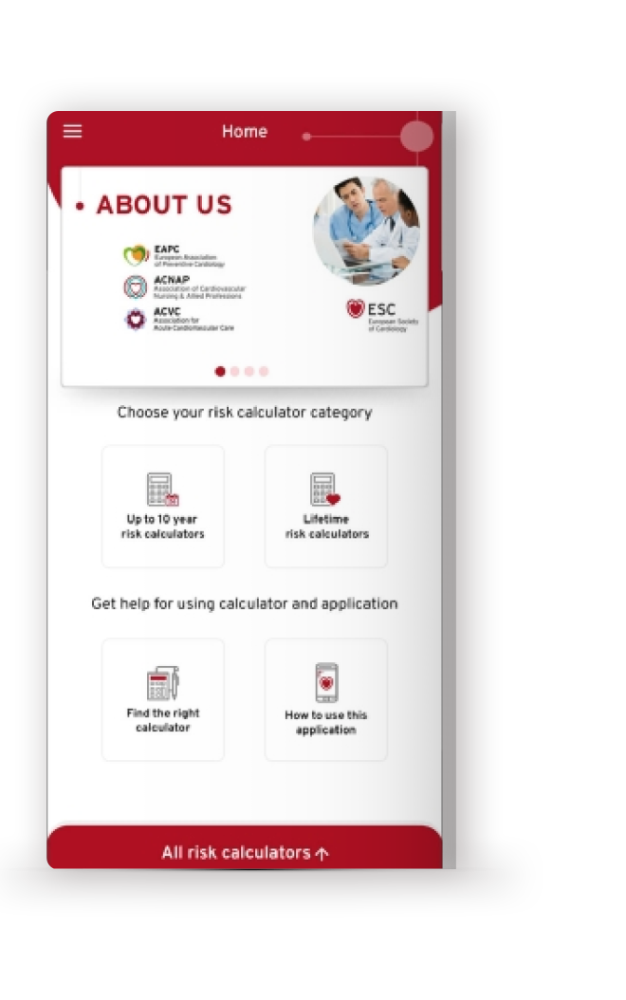 Home
ABOUT US
EAPC
European Association
of Preventive Cardiology
ACNAP
Association of Cardiovascular
Nursing & Allied Professions
ACVC
Association for
Acute CardioVascular Care
ESC
European Society
of Cardiology
Choose your risk calculator category
Up to 10 year
risk calculators
Lifetime
risk calculators
Get help for using calculator and application
Find the right
calculator
How to use this
application
All risk calculators ↑